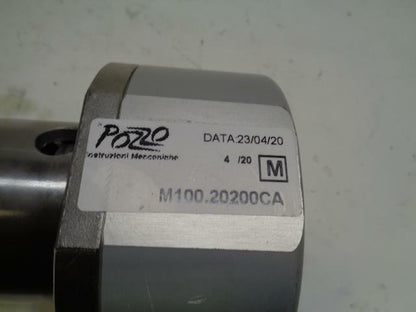 Pozzo
Costruzioni Meccaniche
DATA:23/04/20
4 /20 M
M100.20200CA